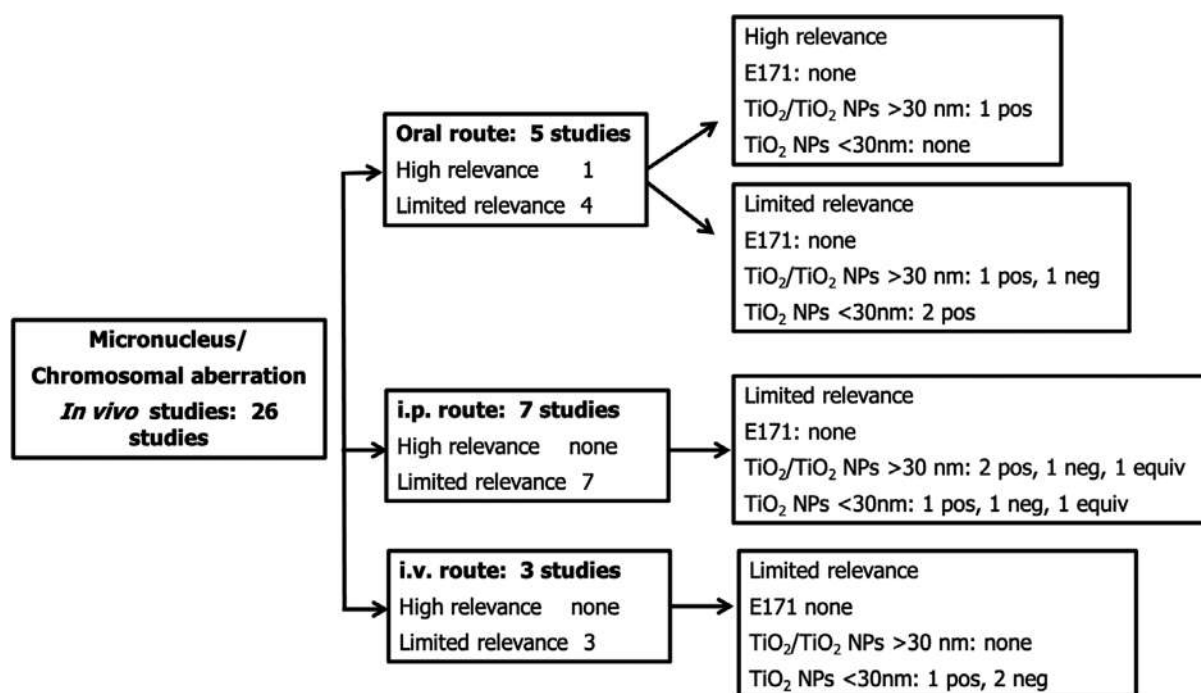 Micronucleus/
Chromosomal aberration
In vivo studies: 26
studies
Oral route: 5 studies
High relevance 1
Limited relevance 4
High relevance
E171: none
TiO₂/TiO₂ NPs >30 nm: 1 pos
TiO₂ NPs <30nm: none
Limited relevance
E171: none
TiO₂/TiO₂ NPs >30 nm: 1 pos, 1 neg
TiO₂ NPs <30nm: 2 pos
i.p. route: 7 studies
High relevance none
Limited relevance 7
Limited relevance
E171: none
TiO₂/TiO₂ NPs >30 nm: 2 pos, 1 neg, 1 equiv
TiO₂ NPs <30nm: 1 pos, 1 neg, 1 equiv
i.v. route: 3 studies
High relevance none
Limited relevance 3
Limited relevance
E171 none
TiO₂/TiO₂ NPs >30 nm: none
TiO₂ NPs <30nm: 1 pos, 2 neg